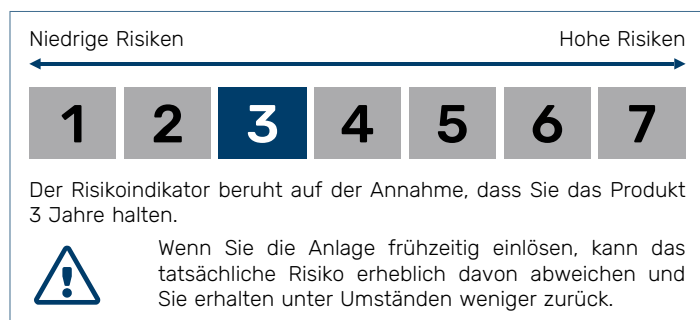 Niedrige Risiken Hohe Risiken
1 2 3 4 5 6 7
Der Risikoindikator beruht auf der Annahme, dass Sie das Produkt
3 Jahre halten.
Wenn Sie die Anlage frühzeitig einlösen, kann das
tatsächliche Risiko erheblich davon abweichen und
Sie erhalten unter Umständen weniger zurück.